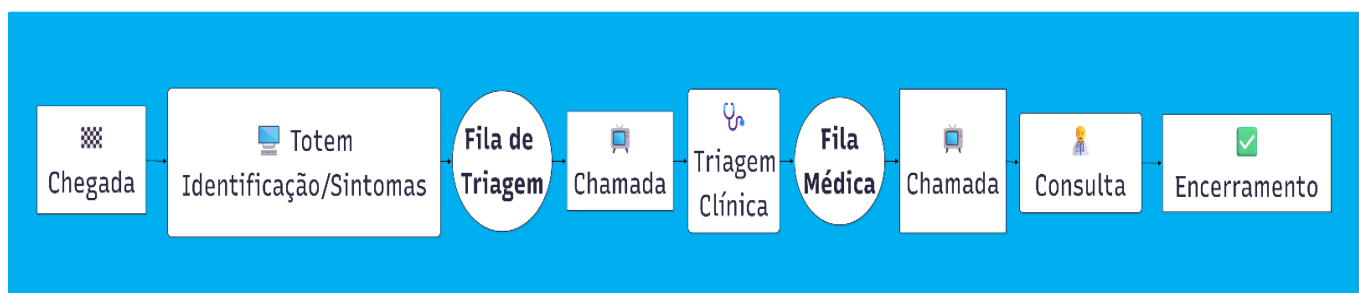 Chegada
Totem
Identificação/Sintomas
Fila de
Triagem
Chamada
Triagem
Clínica
Fila
Médica
Chamada
Consulta
Encerramento